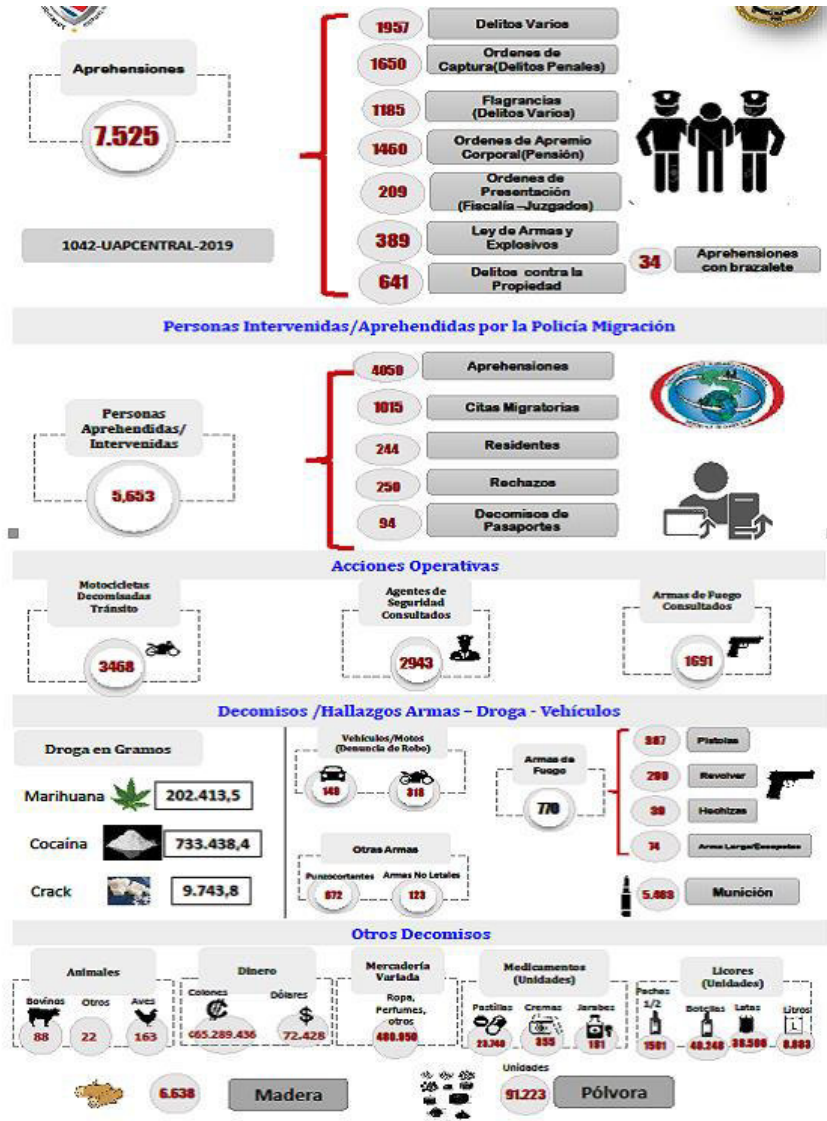 Aprehensiones
7.525
1042-UAPCENTRAL-2019
1957
Delitos Varios
1650
Ordenes de
Captura(Delitos Penales)
1185
Flagrancias
(Delitos Varios)
1460
Ordenes de Apremio
Corporal(Pensión)
209
Ordenes de
Presentación
(Fiscalía –Juzgados)
389
Ley de Armas y
Explosivos
641
Delitos contra la
Propiedad
34
Aprehensiones
con brazalete
Personas Intervenidas/Aprehendidas por la Policía Migración
Personas
Aprehendidas/
Intervenidas
5,653
4050
Aprehensiones
1015
Citas Migratorias
244
Residentes
250
Rechazos
94
Decomisos de
Pasaportes
Acciones Operativas
Motocicletas
Decomisadas
Tránsito
3468
Agentes de
Seguridad
Consultados
2943
Armas de Fuego
Consultados
1691
Decomisos /Hallazgos Armas – Droga - Vehículos
Droga en Gramos
Marihuana
202.413,5
Cocaína
733.438,4
Crack
9.743,8
Vehículos/Motos
(Denuncia de Robo)
318
Otras Armas
Punzocortantes
Armas No Letales
672
123
Armas de
Fuego
770
Pistolas
Revolver
Hechizas
74
Arma Larga/Escopetas
Munición
Otros Decomisos
Animales
Bovinos
Otros
Aves
88
22
163
Dinero
Colones
Dólares
₡
$
¢65.289.436
72.428
Mercadería
Variada
Ropa,
Perfumes,
otros
Medicamentos
(Unidades)
Pastillas
Cremas
Jarabes
Licores
(Unidades)
Pachas
1/2
Botellas
Latas
Litros
L
6.638
Madera
Unidades
91.223
Pólvora